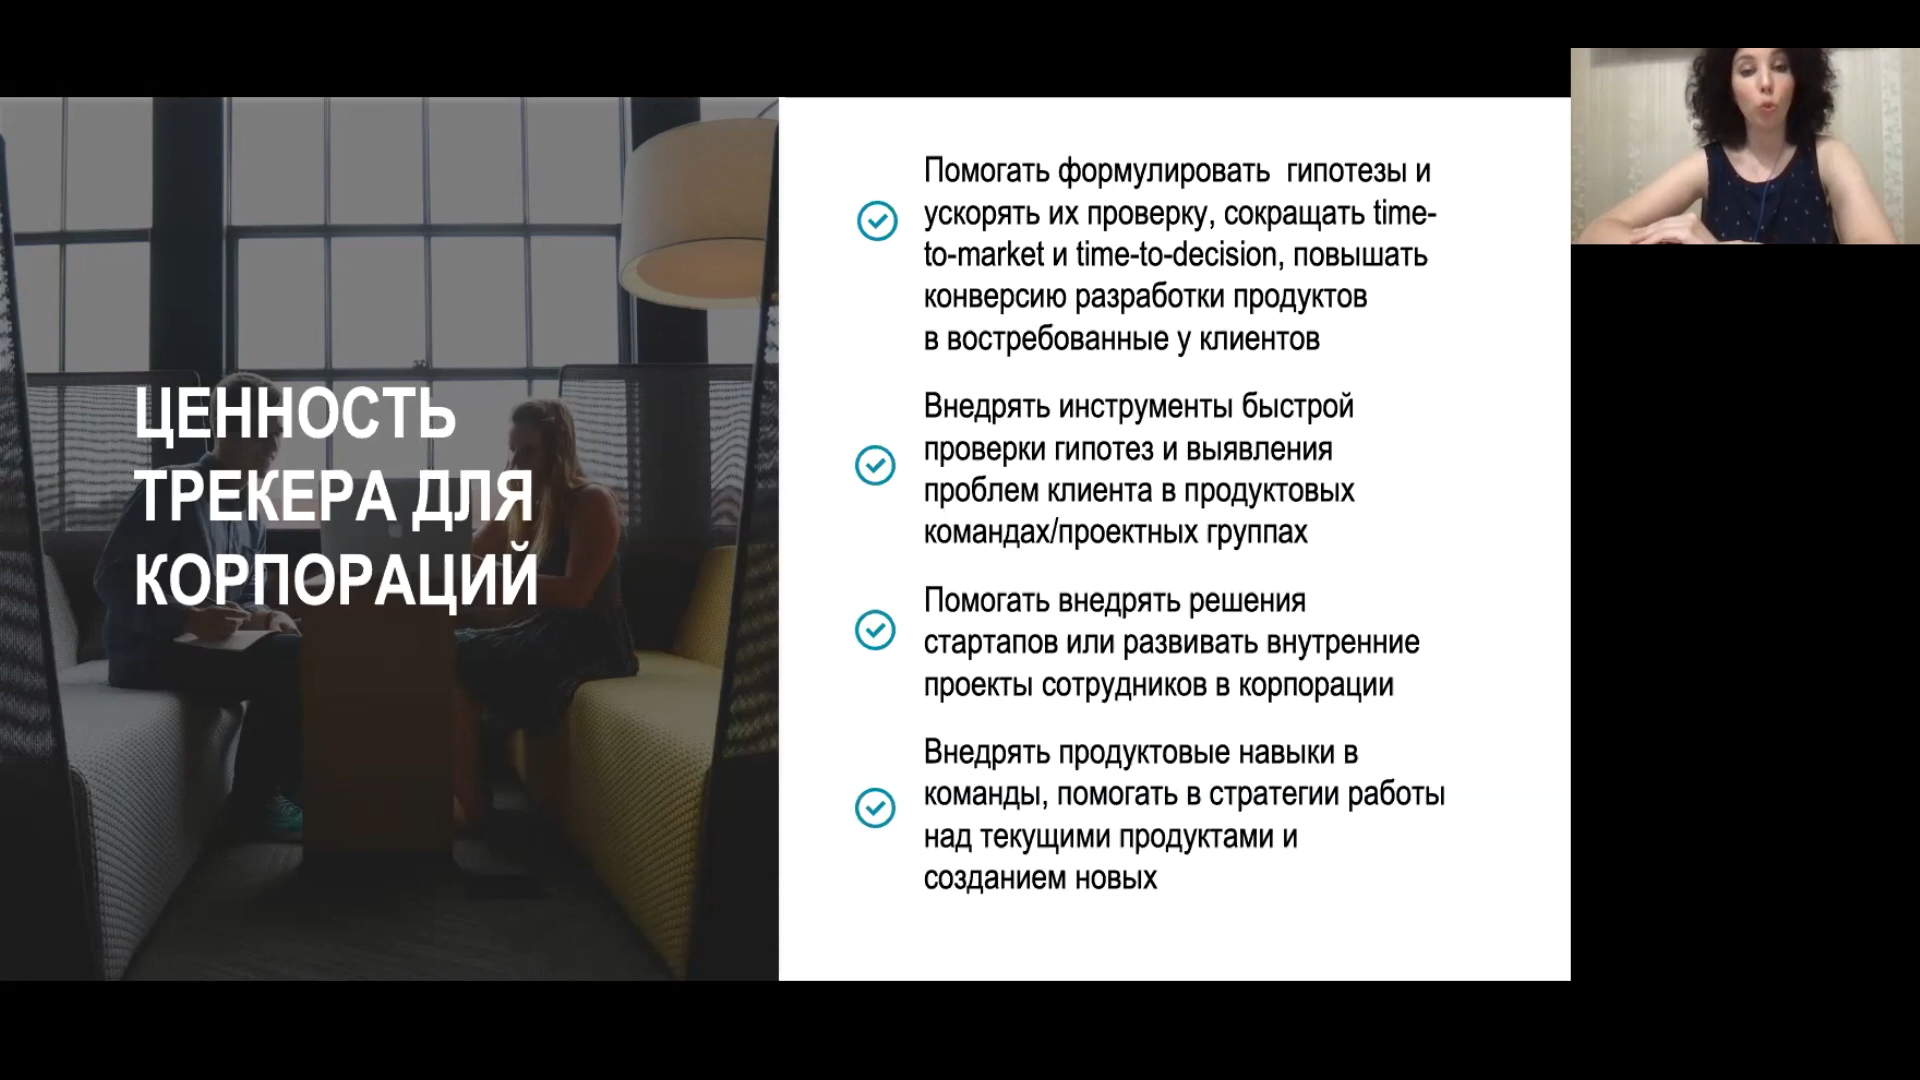 ЦЕННОСТЬ
ТРЕКЕРА ДЛЯ
КОРПОРАЦИЙ
Помогать формулировать  гипотезы и
ускорять их проверку, сокращать time-
to-market и time-to-decision, повышать
конверсию разработки продуктов
в востребованные у клиентов
Внедрять инструменты быстрой
проверки гипотез и выявления
проблем клиента в продуктовых
командах/проектных группах
Помогать внедрять решения
стартапов или развивать внутренние
проекты сотрудников в корпорации
Внедрять продуктовые навыки в
команды, помогать в стратегии работы
над текущими продуктами и
созданием новых